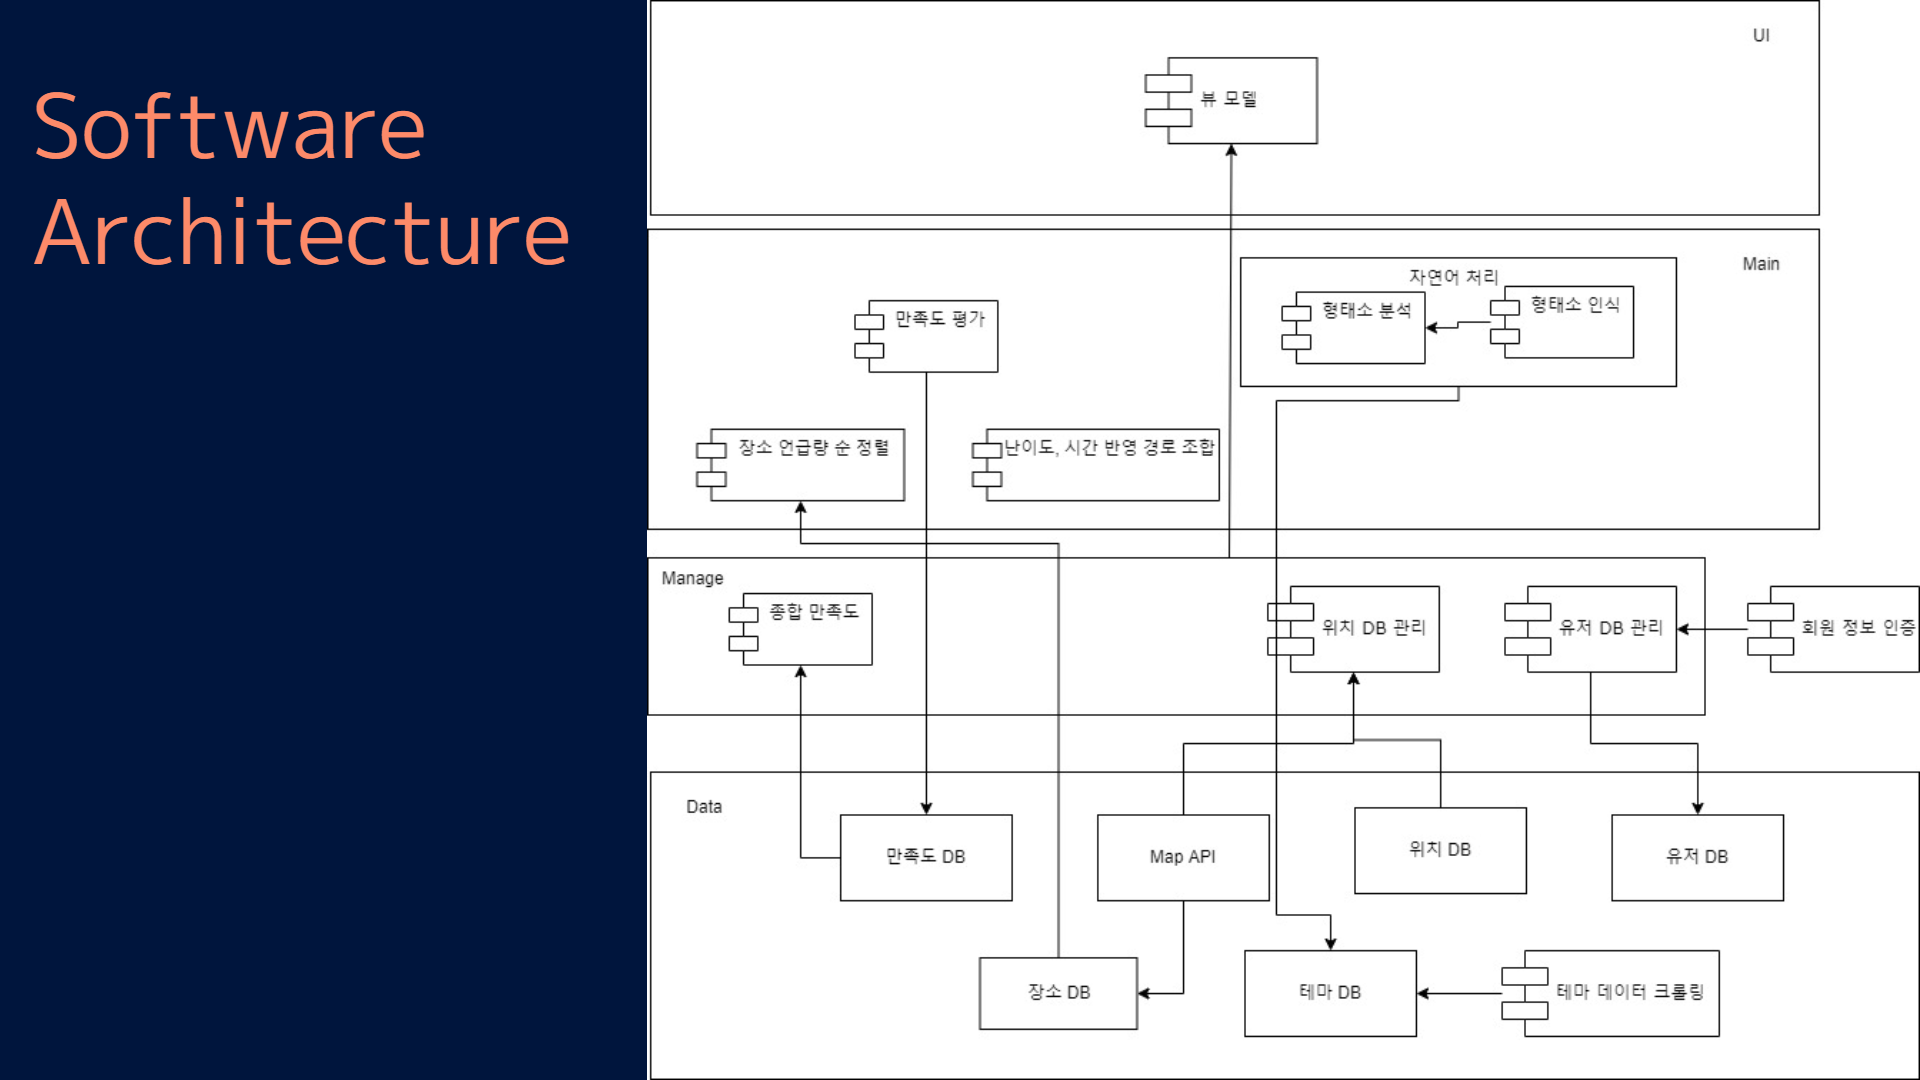 Software
Architecture
UI
뷰 모델
Main
자연어 처리
형태소 분석
형태소 인식
만족도 평가
장소 언급량 순 정렬
난이도, 시간 반영 경로 조합
Manage
종합 만족도
위치 DB 관리
유저 DB 관리
회원 정보 인증
Data
만족도 DB
Map API
위치 DB
유저 DB
장소 DB
테마 DB
테마 데이터 크롤링